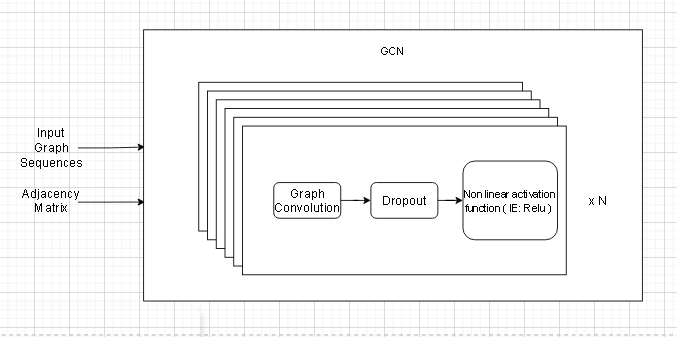 GCN
Input
Graph
Sequences
Adjacency
Matrix
Graph
Convolution
Dropout
Non linear activation
function ( IE: Relu )
x N